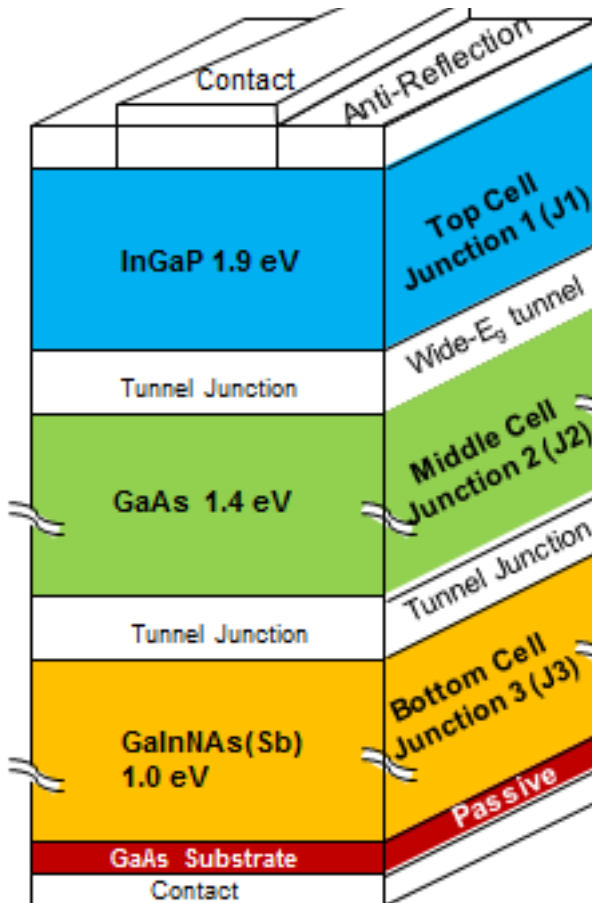 Contact
Anti-Reflection
InGaP 1.9 eV
Top Cell
Junction 1 (J1)
Tunnel Junction
Wide-Eg tunnel
GaAs 1.4 eV
Middle Cell
Junction 2 (J2)
Tunnel Junction
Tunnel Junction
GaInNAs(Sb)
1.0 eV
Bottom Cell
Junction 3 (J3)
GaAs Substrate
Passive
Contact